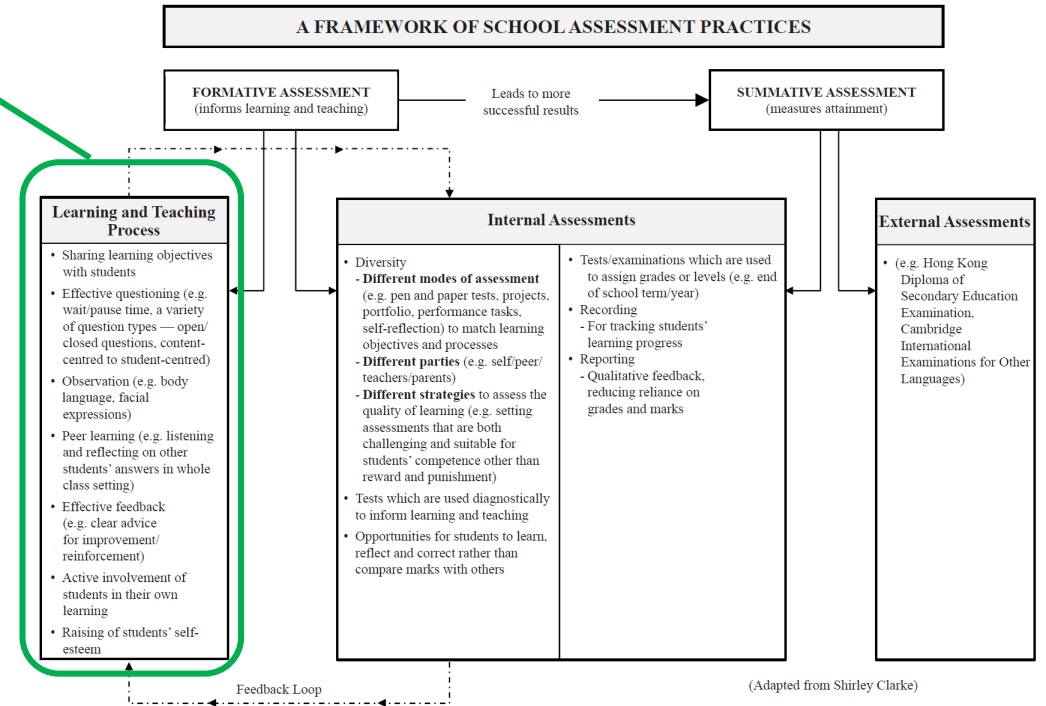 A FRAMEWORK OF SCHOOL ASSESSMENT PRACTICES
FORMATIVE ASSESSMENT
(informs learning and teaching)
Leads to more
successful results
SUMMATIVE ASSESSMENT
(measures attainment)
Learning and Teaching
Process
• Sharing learning objectives
with students
• Effective questioning (e.g.
wait/pause time, a variety
of question types — open/
closed questions, content-
centred to student-centred)
• Observation (e.g. body
language, facial
expressions)
• Peer learning (e.g. listening
and reflecting on other
students' answers in whole
class setting)
• Effective feedback
(e.g. clear advice
for improvement/
reinforcement)
• Active involvement of
students in their own
learning
• Raising of students' self-
esteem
Internal Assessments
• Diversity
- Different modes of assessment
(e.g. pen and paper tests, projects,
portfolio, performance tasks,
self-reflection) to match learning
objectives and processes
- Different parties (e.g. self/peer/
teachers/parents)
- Different strategies to assess the
quality of learning (e.g. setting
assessments that are both
challenging and suitable for
students' competence other than
reward and punishment)
• Tests which are used diagnostically
to inform learning and teaching
• Opportunities for students to learn,
reflect and correct rather than
compare marks with others
• Tests/examinations which are used
to assign grades or levels (e.g. end
of school term/year)
• Recording
- For tracking students'
learning progress
• Reporting
- Qualitative feedback,
reducing reliance on
grades and marks
External Assessments
• (e.g. Hong Kong
Diploma of
Secondary Education
Examination,
Cambridge
International
Examinations for Other
Languages)
Feedback Loop
(Adapted from Shirley Clarke)